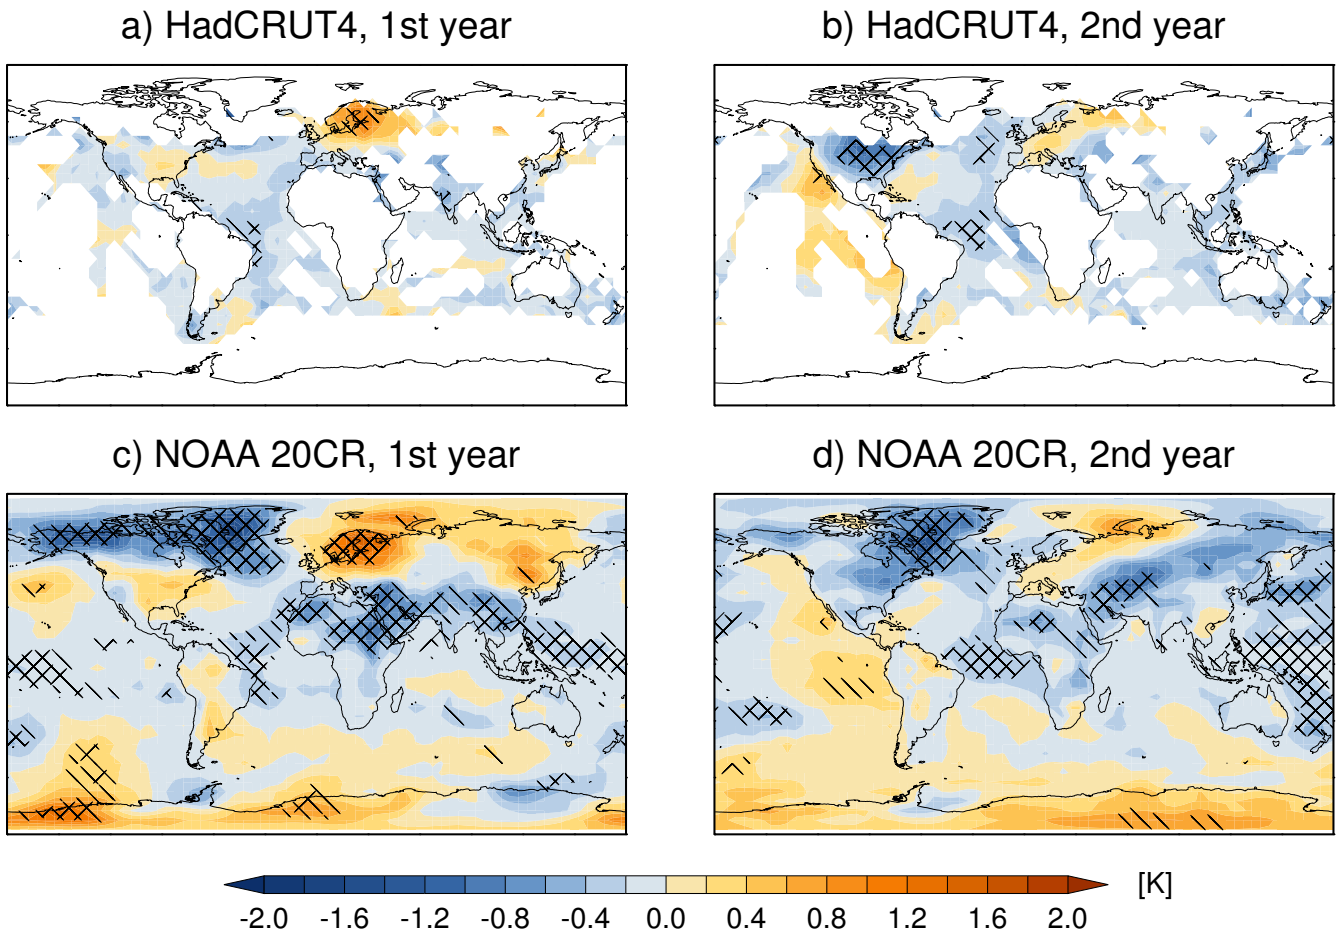 a) HadCRUT4, 1st year
b) HadCRUT4, 2nd year
c) NOAA 20CR, 1st year
d) NOAA 20CR, 2nd year
[K]
-2.0 -1.6 -1.2 -0.8 -0.4 0.0 0.4 0.8 1.2 1.6 2.0